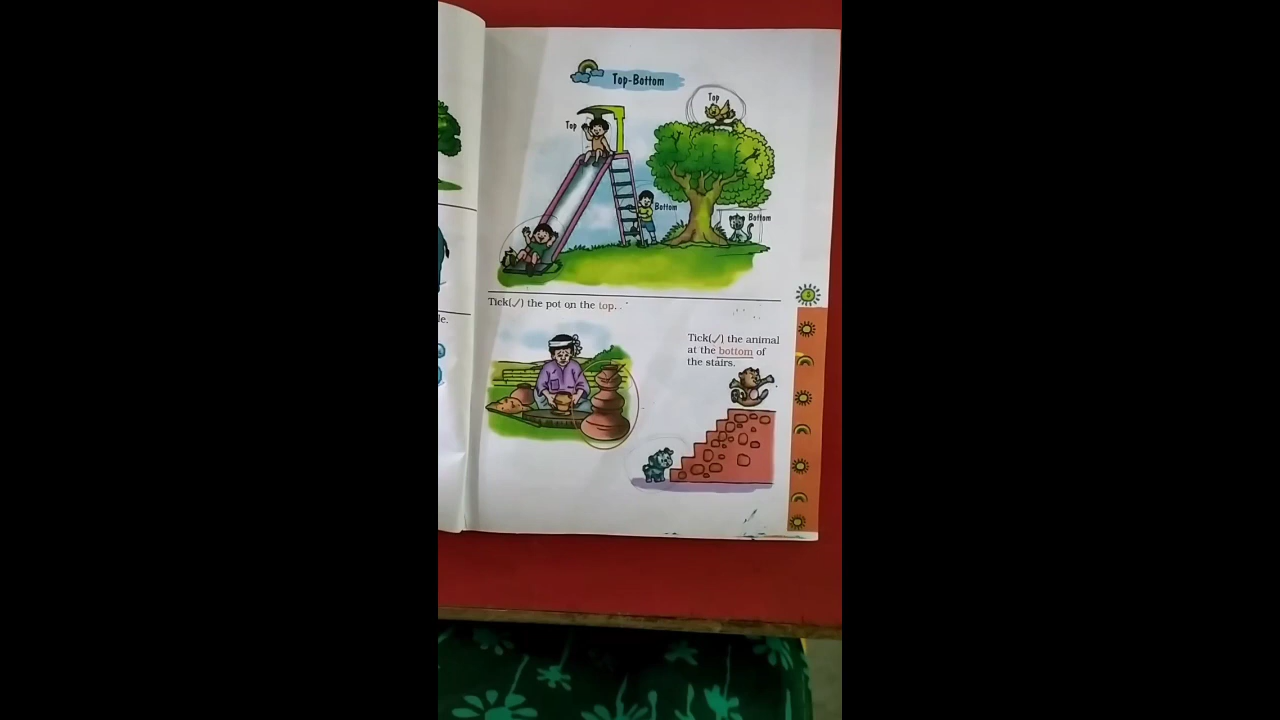 Top-Bottom
Top
Top
Bottom
Bottom
Tick(✓) the pot on the top.
Tick(✓) the animal
at the bottom of
the stairs.
le.